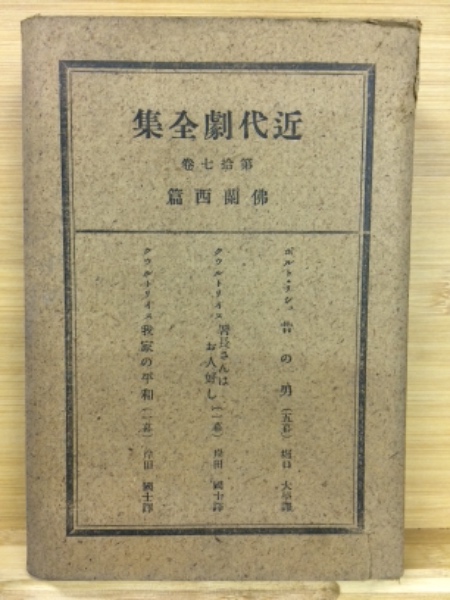 近代劇全集
第拾七卷
佛蘭西篇
ポルト・リシュ 昔の男 (五幕) 堀口 大學譯
クウルトリイヌ 署長さんはお人好し (一幕) 岸田 國士譯
クウルトリイヌ 我家の平和 (一幕) 岸田 國士譯